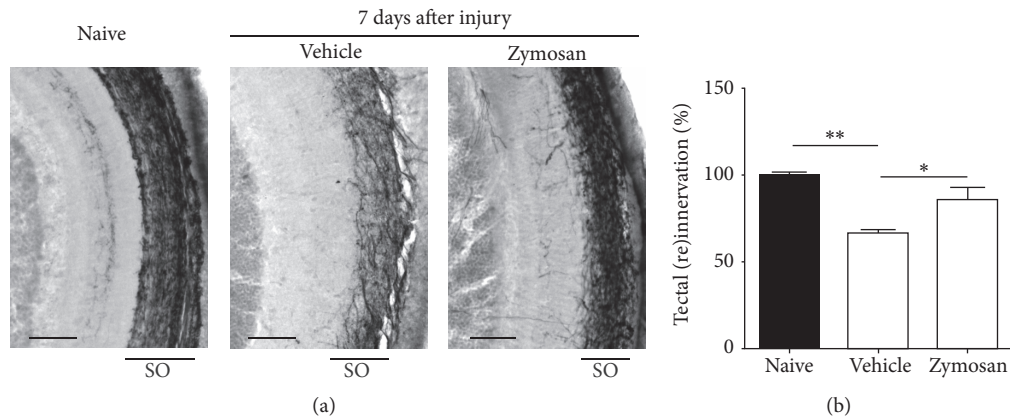 Naive
7 days after injury
Vehicle
Zymosan
SO
SO
SO
(a)
Tectal (re)innervation (%)
150
100
50
0
**
*
Naive
Vehicle
Zymosan
(b)